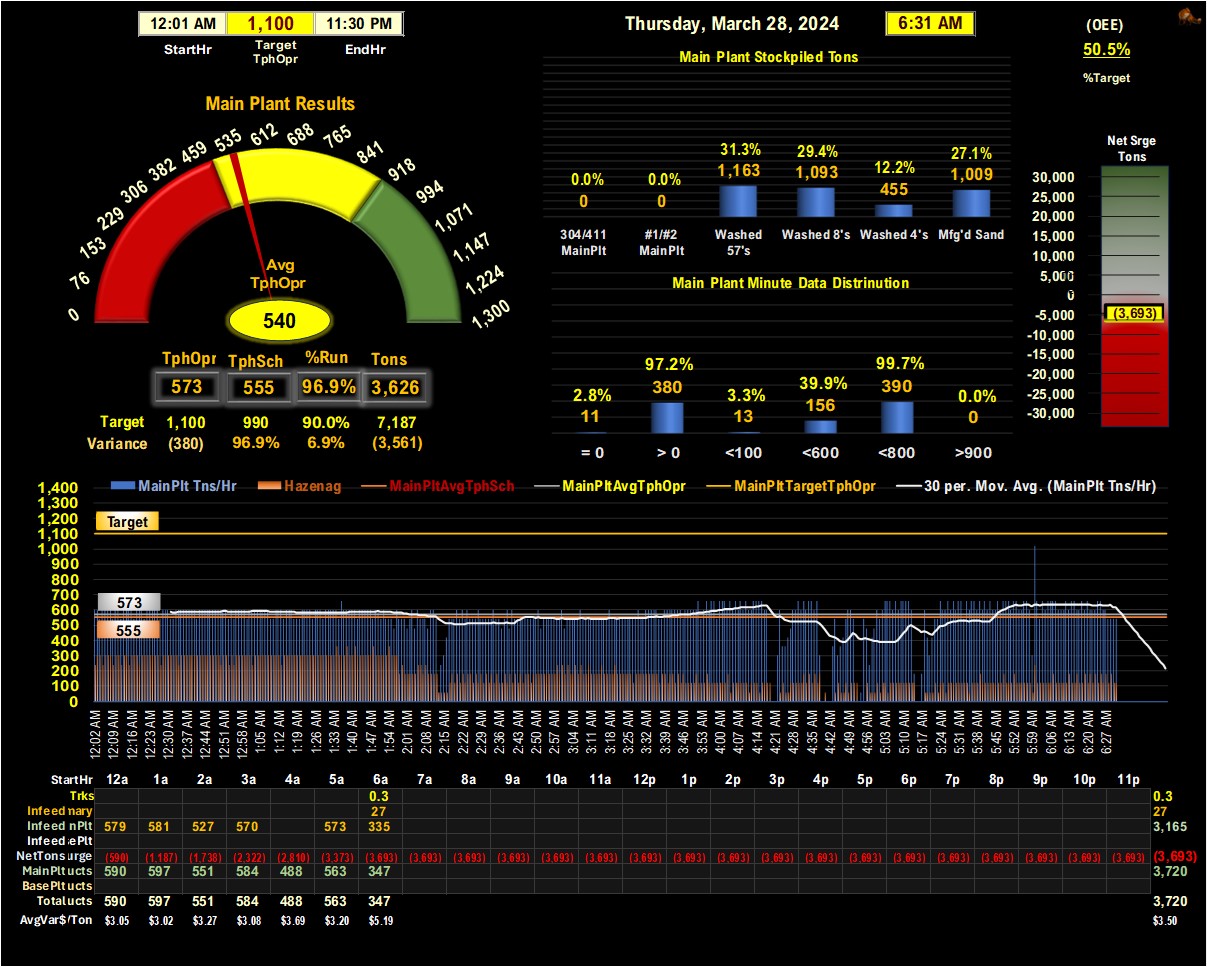 12:01 AM 1,100 11:30 PM
StartHr Target TphOpr EndHr
Thursday, March 28, 2024 6:31 AM
(OEE)
50.5%
%Target
Main Plant Results
0 76 153 229 306 382 459 535 612 688 765 841 918 994 1,071 1,147 1,224 1,300
Avg
TphOpr
540
TphOpr TphSch %Run Tons
573 555 96.9% 3,626
Target 1,100 990 90.0% 7,187
Variance (380) 96.9% 6.9% (3,561)
Main Plant Stockpiled Tons
0.0% 0.0% 31.3% 29.4% 12.2% 27.1%
0 0 1,163 1,093 455 1,009
304/411 #1/#2 Washed Washed 8's Washed 4's Mfg'd Sand
MainPlt MainPlt 57's
Main Plant Minute Data Distrinution
2.8% 97.2% 3.3% 39.9% 99.7% 0.0%
11 380 13 156 390 0
= 0 > 0 <100 <600 <800 >900
Net Srge
Tons
30,000
25,000
20,000
15,000
10,000
5,000
0
-5,000
(3,693)
-10,000
-15,000
-20,000
-25,000
-30,000
MainPlt Tns/Hr Hazenag MainPltAvgTphSch MainPltAvgTphOpr MainPltTargetTphOpr 30 per. Mov. Avg. (MainPlt Tns/Hr)
1,400
1,300
1,200
1,100
900
800
700
600
500
400
300
200
100
0
Target
573
555
12:02 AM 12:09 AM 12:16 AM 12:23 AM 12:30 AM 12:37 AM 12:44 AM 12:51 AM 12:58 AM 1:05 AM 1:12 AM 1:19 AM 1:26 AM 1:33 AM 1:40 AM 1:47 AM 1:54 AM 2:01 AM 2:08 AM 2:15 AM 2:22 AM 2:29 AM 2:36 AM 2:43 AM 2:50 AM 2:57 AM 3:04 AM 3:11 AM 3:18 AM 3:25 AM 3:32 AM 3:39 AM 3:46 AM 3:53 AM 4:00 AM 4:07 AM 4:14 AM 4:21 AM 4:28 AM 4:35 AM 4:42 AM 4:49 AM 4:56 AM 5:03 AM 5:10 AM 5:17 AM 5:24 AM 5:31 AM 5:38 AM 5:45 AM 5:52 AM 5:59 AM 6:06 AM 6:13 AM 6:20 AM 6:27 AM
StartHr 12a 1a 2a 3a 4a 5a 6a 7a 8a 9a 10a 11a 12p 1p 2p 3p 4p 5p 6p 7p 8p 9p 10p 11p
Trks 0.3 0.3
Infeed nary 27 27
Infeed nPlt 579 581 527 570 573 335 3,165
Infeed ePlt
NetTons urge (590) (1,187) (1,738) (2,322) (2,810) (3,373) (3,693) (3,693) (3,693) (3,693) (3,693) (3,693) (3,693) (3,693) (3,693) (3,693) (3,693) (3,693) (3,693) (3,693) (3,693) (3,693) (3,693) (3,693) (3,693)
MainPlt ucts 590 597 551 584 488 563 347 3,720
BasePlt ucts
Total ucts 590 597 551 584 488 563 347 3,720
AvgVar$/Ton $3.05 $3.02 $3.27 $3.08 $3.69 $3.20 $5.19 $3.50